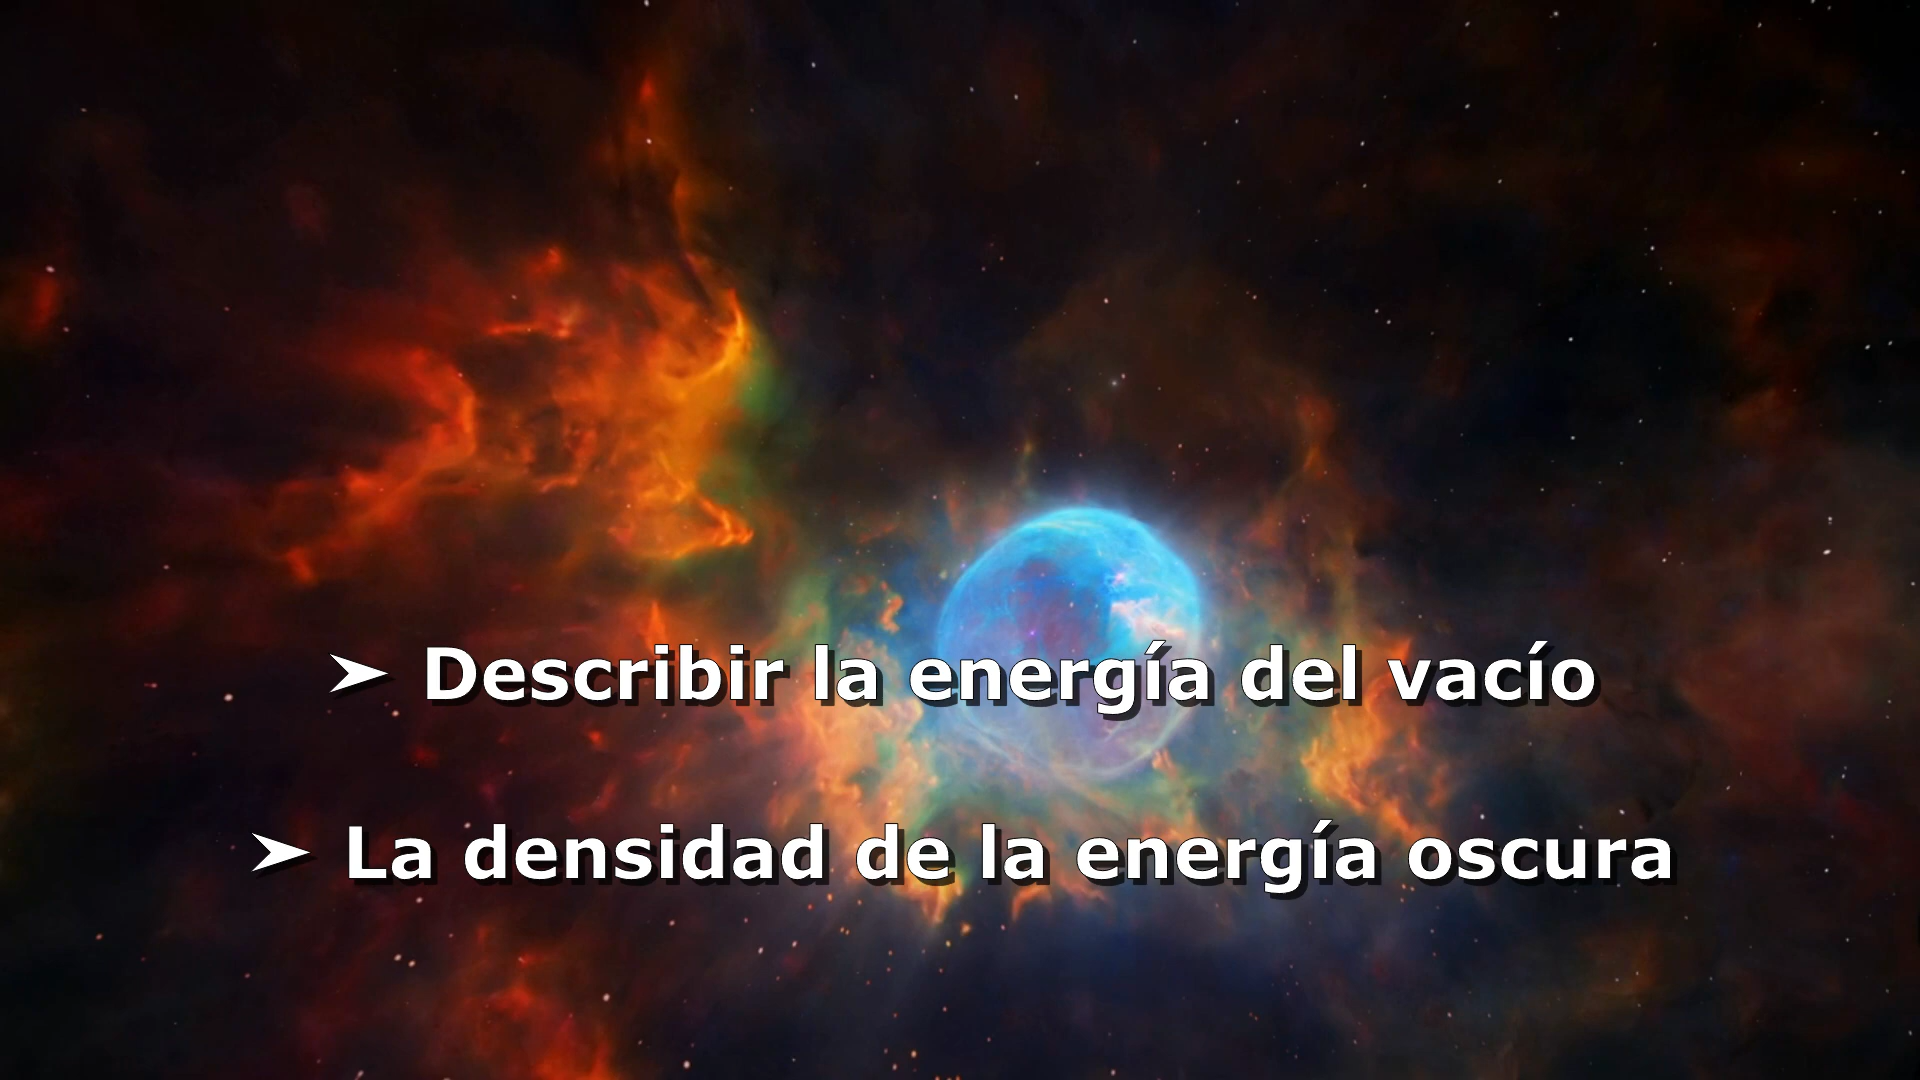 ➤ Describir la energía del vacío
➤ La densidad de la energía oscura